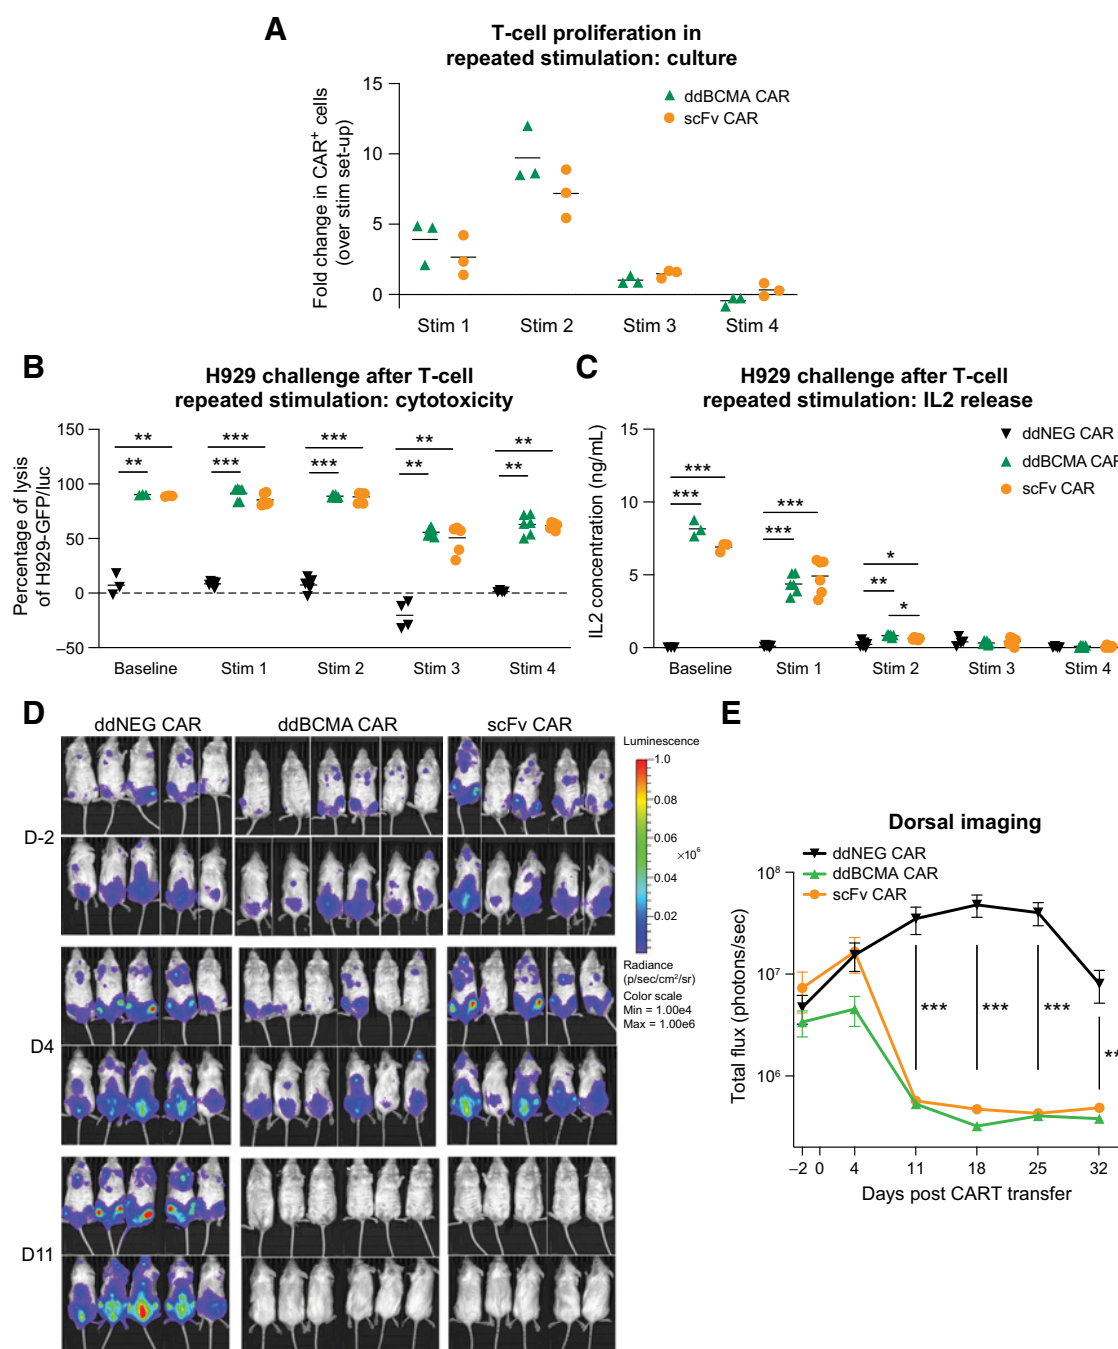 A
T-cell proliferation in
repeated stimulation: culture
Fold change in CAR⁺ cells
(over stim set-up)
15
10
5
0
ddBCMA CAR
scFv CAR
Stim 1
Stim 2
Stim 3
Stim 4
B
H929 challenge after T-cell
repeated stimulation: cytotoxicity
Percentage of lysis
of H929-GFP/luc
150
100
50
0
–50
**
**
***
***
***
***
**
**
**
**
Baseline
Stim 1
Stim 2
Stim 3
Stim 4
C
H929 challenge after T-cell
repeated stimulation: IL2 release
IL2 concentration (ng/mL)
15
10
5
0
ddNEG CAR
ddBCMA CAR
scFv CAR
***
***
***
***
*
**
*
Baseline
Stim 1
Stim 2
Stim 3
Stim 4
D
ddNEG CAR
ddBCMA CAR
scFv CAR
D-2
D4
D11
Luminescence
1.0
0.08
0.06
×10⁶
0.04
0.02
Radiance
(p/sec/cm²/sr)
Color scale
Min = 1.00e4
Max = 1.00e6
E
Dorsal imaging
ddNEG CAR
ddBCMA CAR
scFv CAR
Total flux (photons/sec)
10⁸
10⁷
10⁶
***
***
***
**
–2 0 4 11 18 25 32
Days post CART transfer